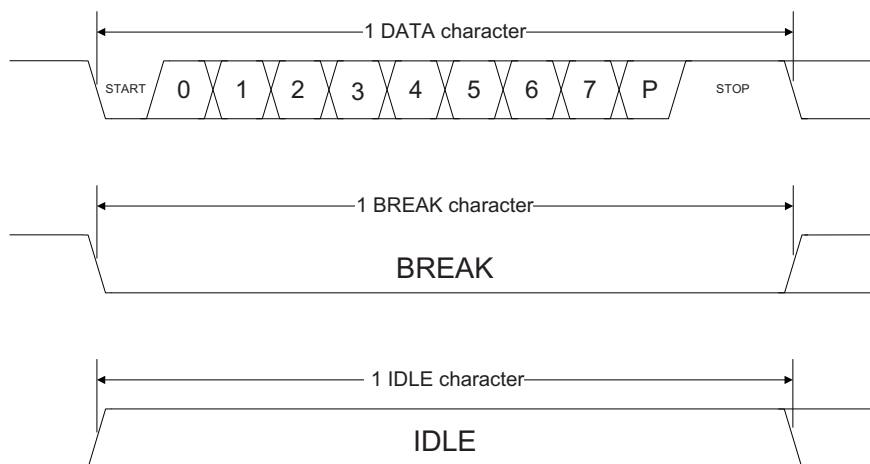 1 DATA character
START 0 1 2 3 4 5 6 7 P STOP
1 BREAK character
BREAK
1 IDLE character
IDLE